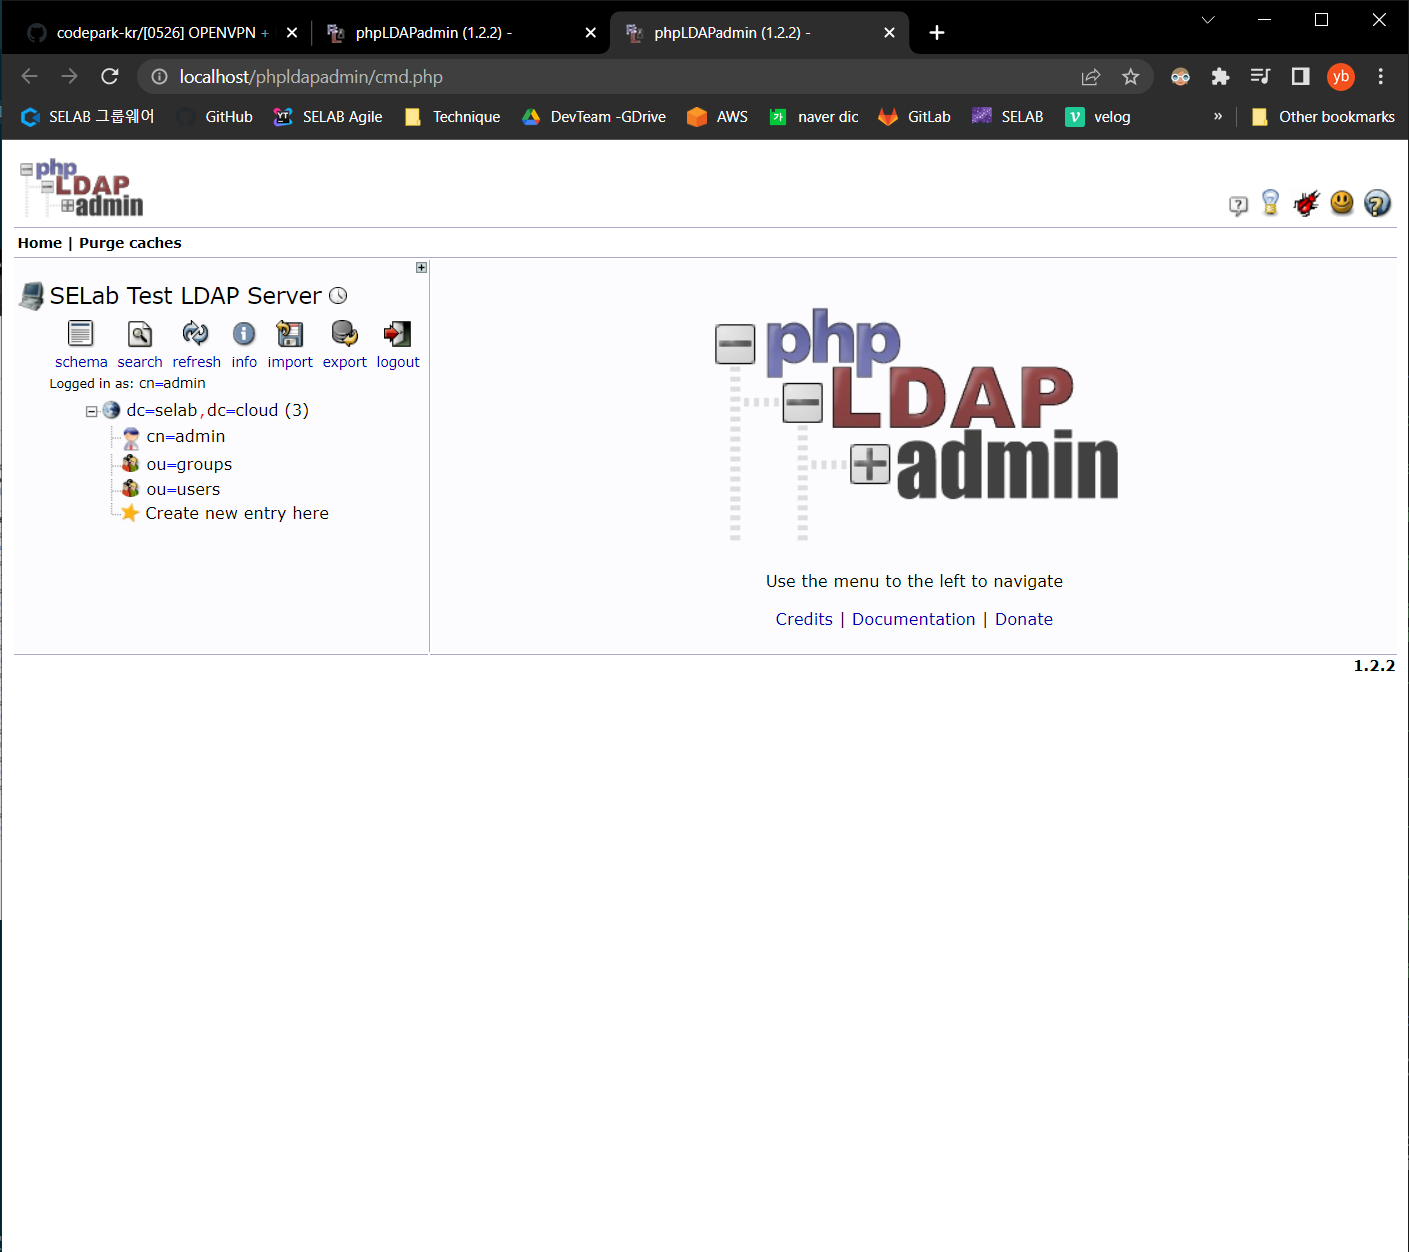 codepark-kr/[0526] OPENVPN +
phpLDAPadmin (1.2.2) -
phpLDAPadmin (1.2.2) -
localhost/phpldapadmin/cmd.php
yb
SELAB 그룹웨어
GitHub
YT
SELAB Agile
Technique
DevTeam -GDrive
AWS
가
naver dic
GitLab
SELAB
v
velog
»
Other bookmarks
php
LDAP
admin
Home | Purge caches
SELab Test LDAP Server
schema search refresh info import export logout
Logged in as: cn=admin
dc=selab,dc=cloud (3)
cn=admin
ou=groups
ou=users
Create new entry here
php
LDAP
admin
Use the menu to the left to navigate
Credits | Documentation | Donate
1.2.2